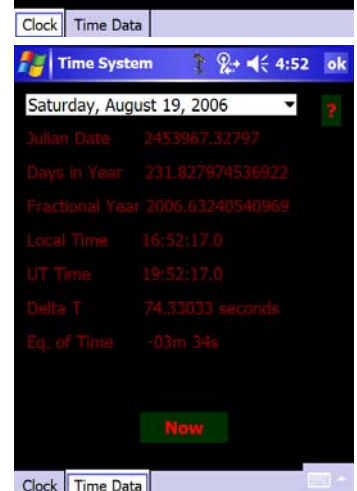 Clock Time Data
Time System 4:52 ok
Saturday, August 19, 2006 ?
Julian Date 2453967.32797
Days in Year 231.827974536922
Fractional Year 2006.63240540969
Local Time 16:52:17.0
UT Time 19:52:17.0
Delta T 74.33033 seconds
Eq. of Time -03m 34s
Now
Clock Time Data